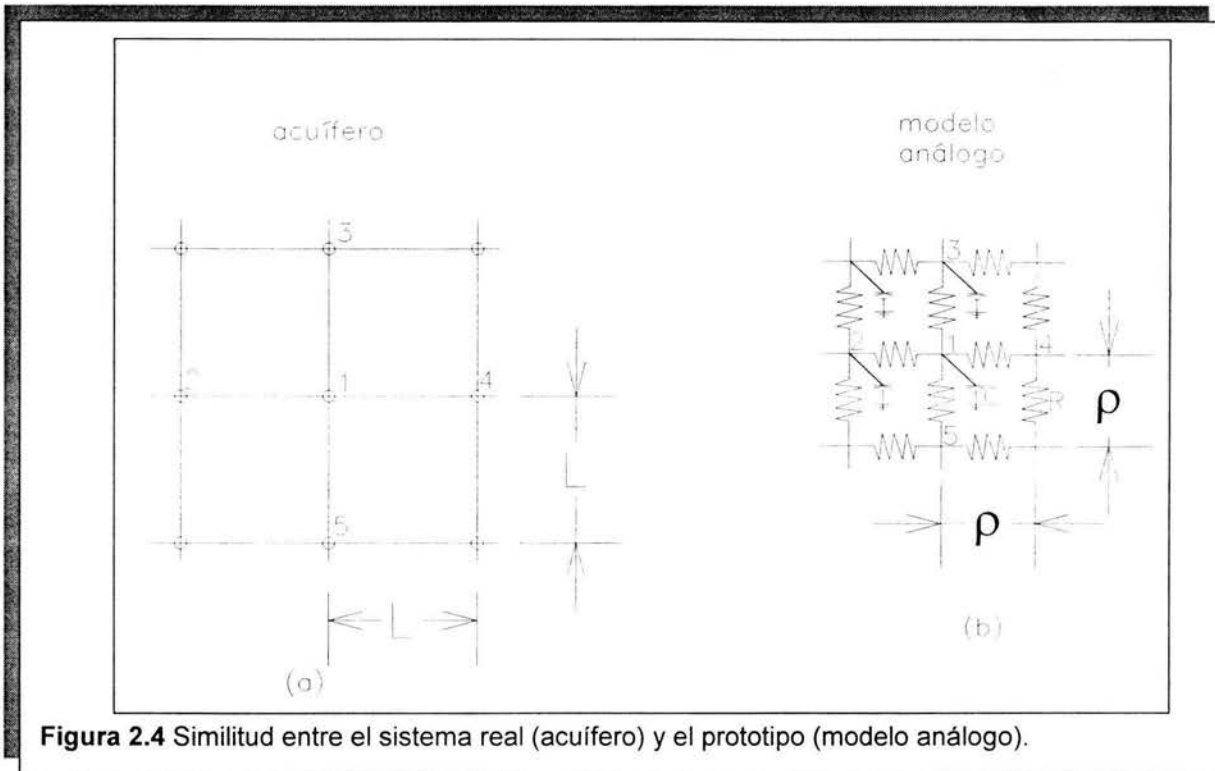 acuífero
modelo
análogo
3
3
2
1
4
2
1
4
C
R
ρ
L
5
5
ρ
L
(b)
(a)
Figura 2.4 Similitud entre el sistema real (acuífero) y el prototipo (modelo análogo).